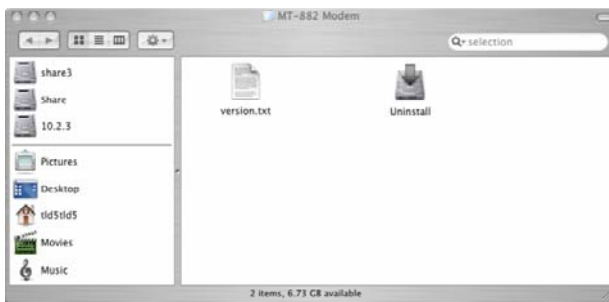 MT-882 Modem
selection
share3
Share
10.2.3
Pictures
Desktop
tld5tld5
Movies
Music
version.txt
Uninstall
2 items, 6.73 GB available